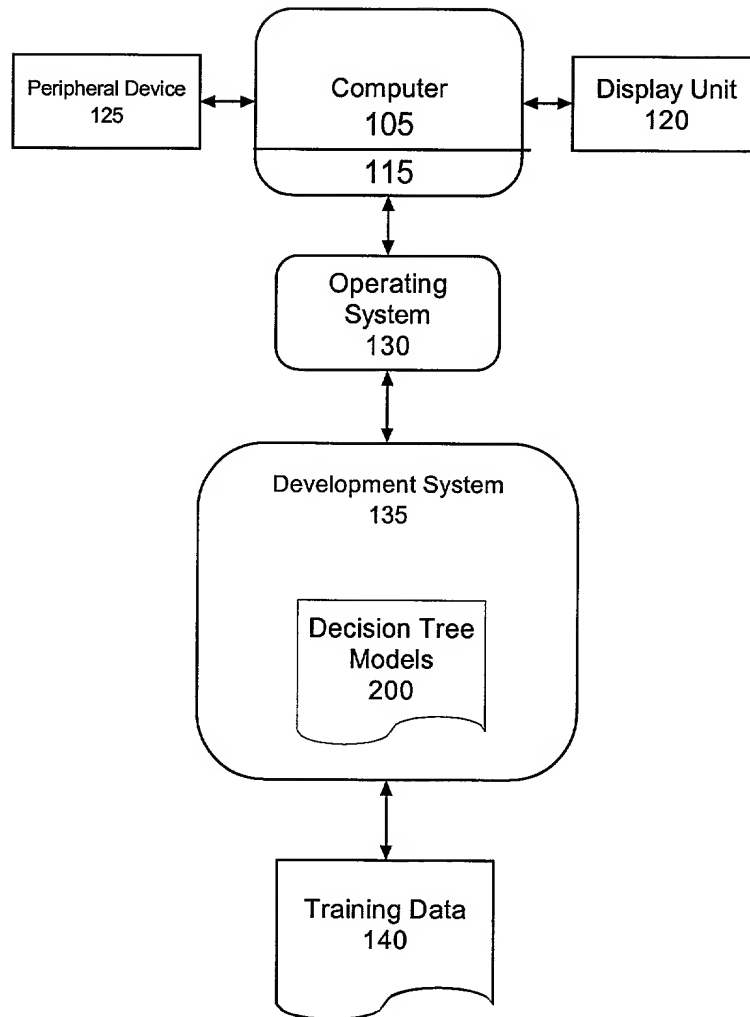 Peripheral Device
125
Computer
105
115
Display Unit
120
Operating
System
130
Development System
135
Decision Tree
Models
200
Training Data
140